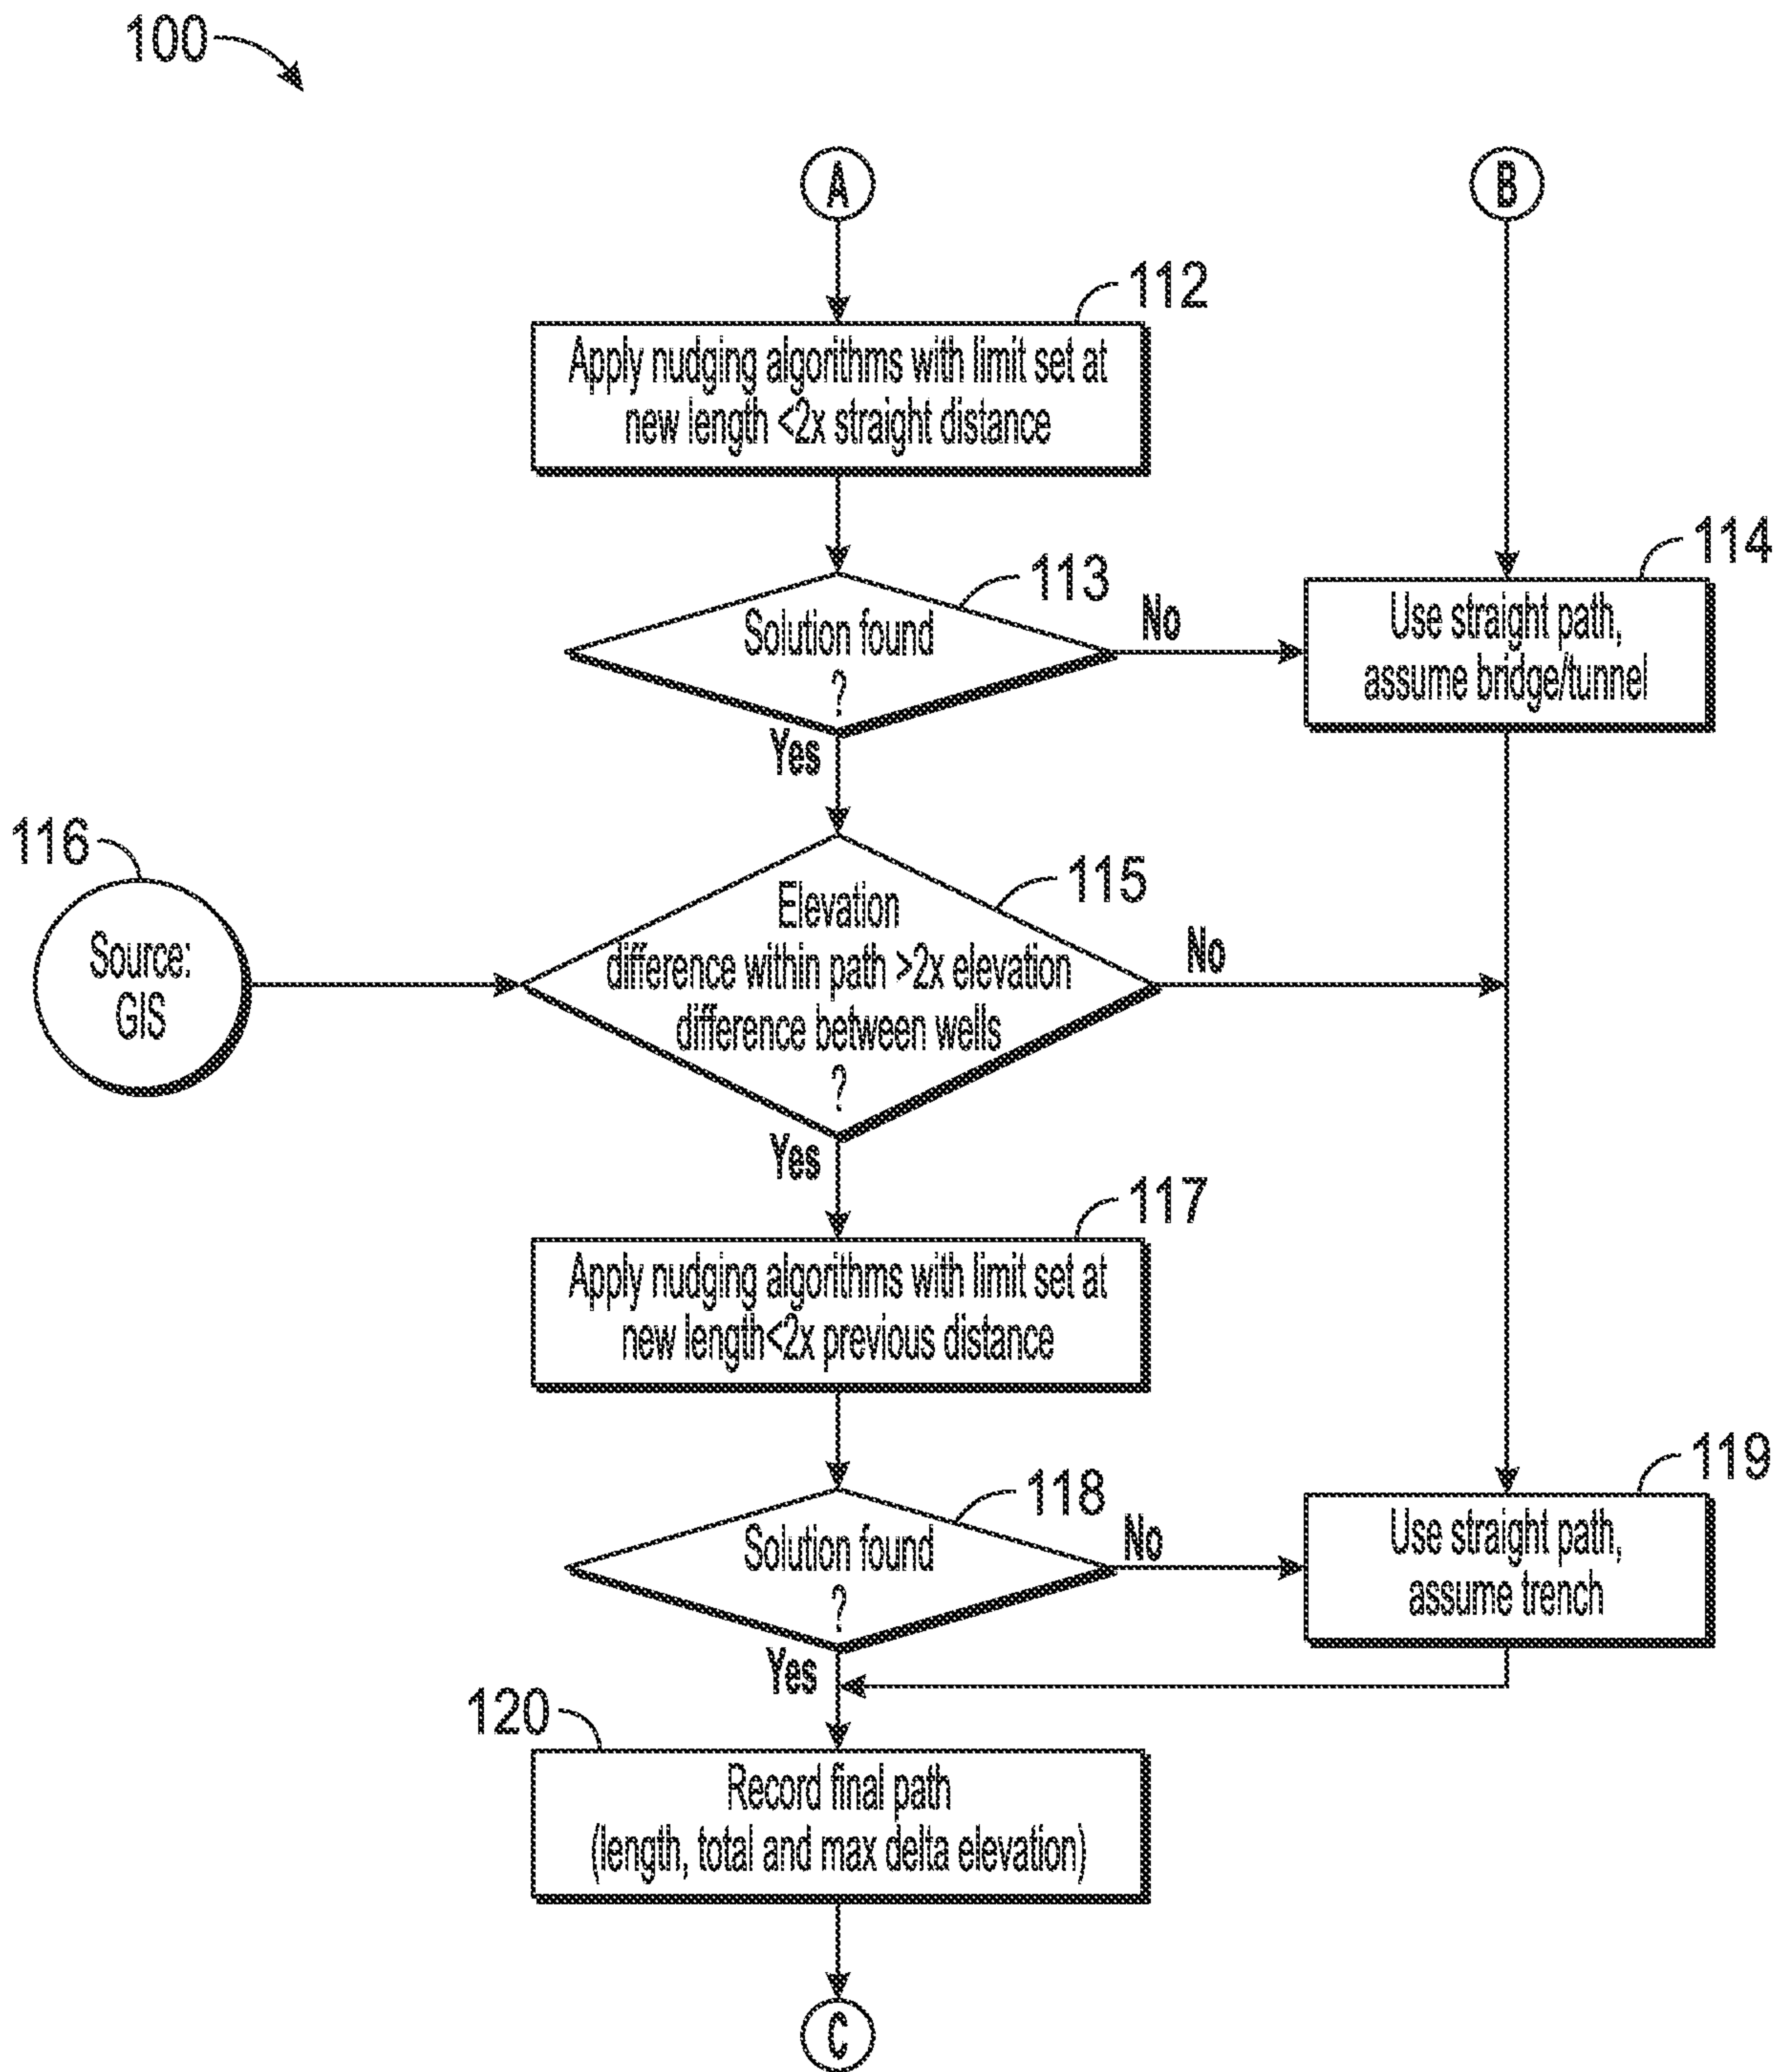 100
A
B
112
Apply nudging algorithms with limit set at
new length <2x straight distance
113
Solution found
?
No
Yes
114
Use straight path,
assume bridge/tunnel
116
Source:
GIS
115
Elevation
difference within path >2x elevation
difference between wells
?
No
Yes
117
Apply nudging algorithms with limit set at
new length<2x previous distance
118
Solution found
?
No
Yes
119
Use straight path,
assume trench
120
Record final path
(length, total and max delta elevation)
C